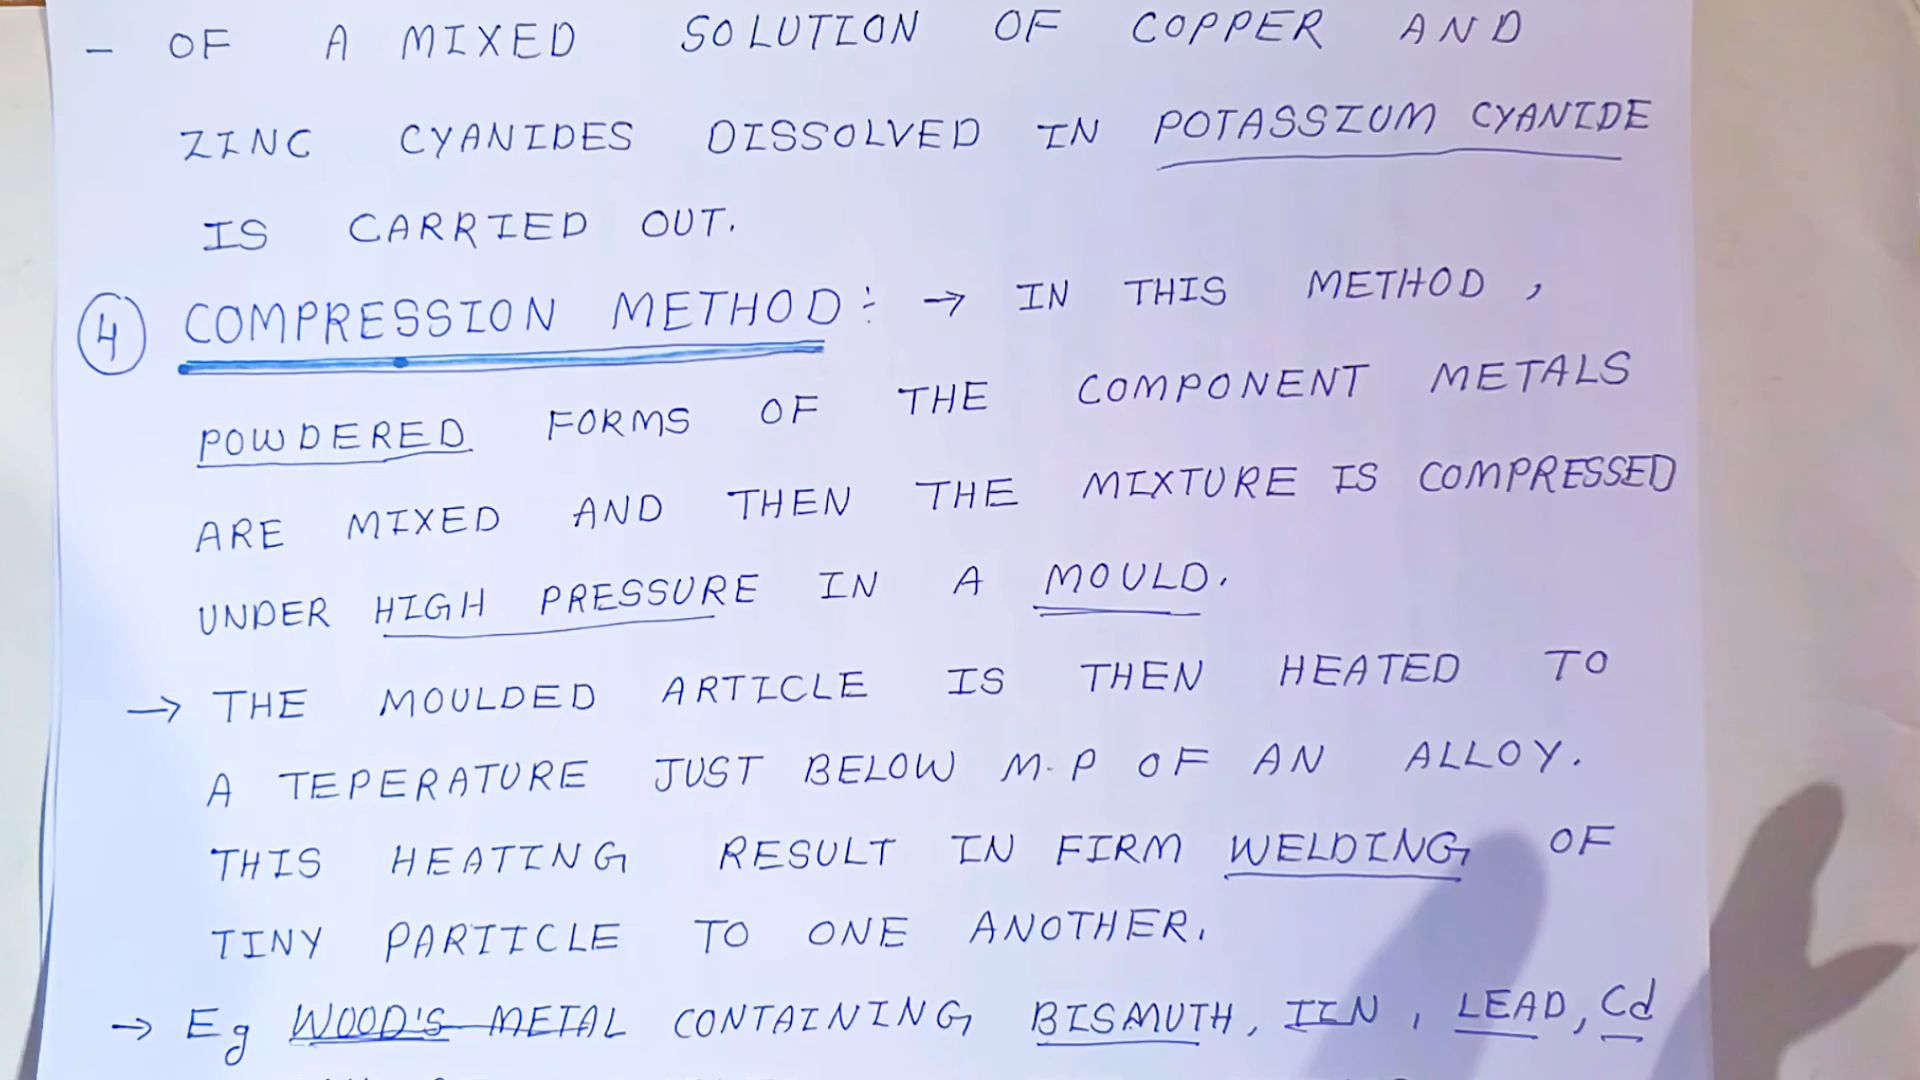 - OF A MIXED SOLUTION OF COPPER AND
ZINC CYANIDES DISSOLVED IN POTASSIUM CYANIDE
IS CARRIED OUT.
④ COMPRESSION METHOD ÷ → IN THIS METHOD,
POWDERED FORMS OF THE COMPONENT METALS
ARE MIXED AND THEN THE MIXTURE IS COMPRESSED
UNDER HIGH PRESSURE IN A MOULD.
→ THE MOULDED ARTICLE IS THEN HEATED TO
A TEPERATURE JUST BELOW M.P OF AN ALLOY.
THIS HEATING RESULT IN FIRM WELDING OF
TINY PARTICLE TO ONE ANOTHER.
→ Eg WOOD'S METAL CONTAINING BISMUTH, TIN, LEAD, Cd